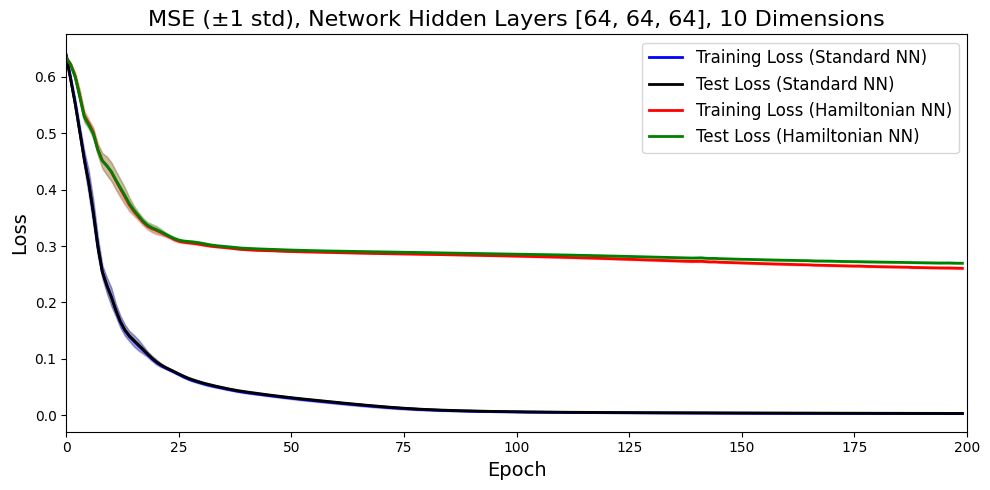 MSE (±1 std), Network Hidden Layers [64, 64, 64], 10 Dimensions
Training Loss (Standard NN)
Test Loss (Standard NN)
Training Loss (Hamiltonian NN)
Test Loss (Hamiltonian NN)
Loss
0.6
0.5
0.4
0.3
0.2
0.1
0.0
0 25 50 75 100 125 150 175 200
Epoch